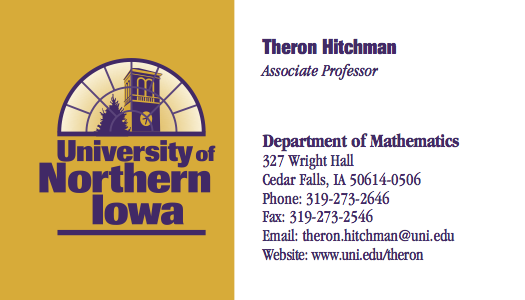 University of
Northern
Iowa
Theron Hitchman
Associate Professor
Department of Mathematics
327 Wright Hall
Cedar Falls, IA 50614-0506
Phone: 319-273-2646
Fax: 319-273-2546
Email: theron.hitchman@uni.edu
Website: www.uni.edu/theron